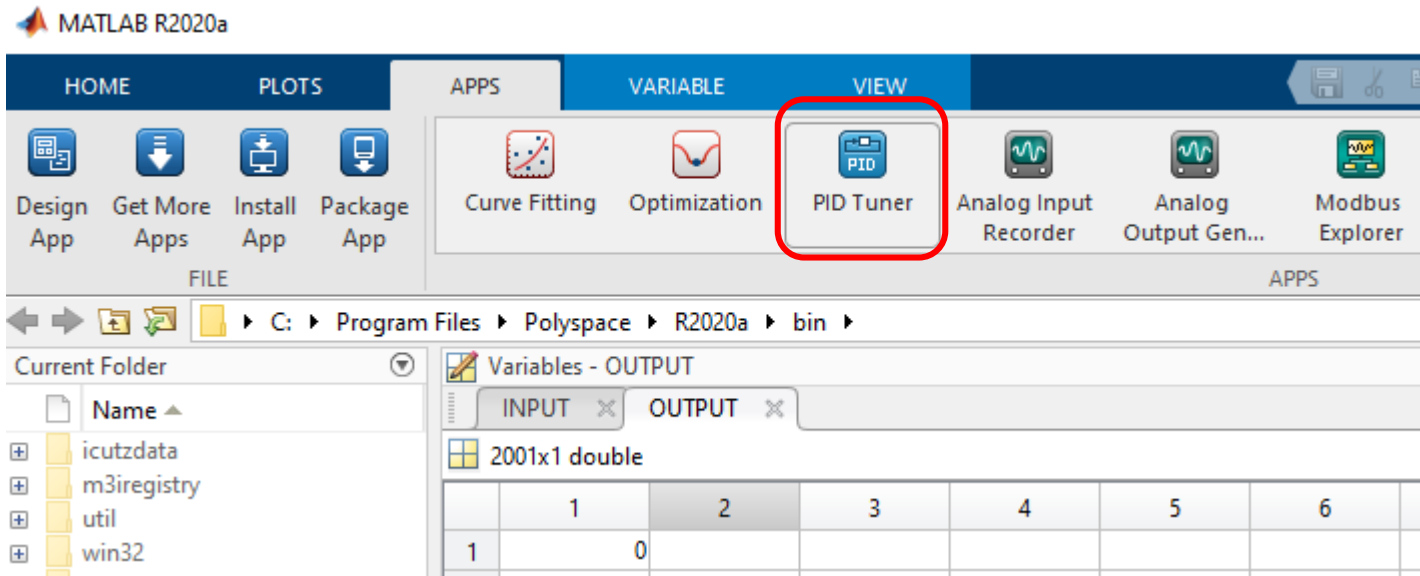 MATLAB R2020a
HOME PLOTS APPS VARIABLE VIEW
Design App
Get More Apps
Install App
Package App
Curve Fitting
Optimization
PID
PID Tuner
Analog Input Recorder
Analog Output Gen...
Modbus Explorer
FILE APPS
C: Program Files Polyspace R2020a bin
Current Folder
Name
icutzdata
m3iregistry
util
win32
Variables - OUTPUT
INPUT OUTPUT
2001x1 double
1 2 3 4 5 6
1 0